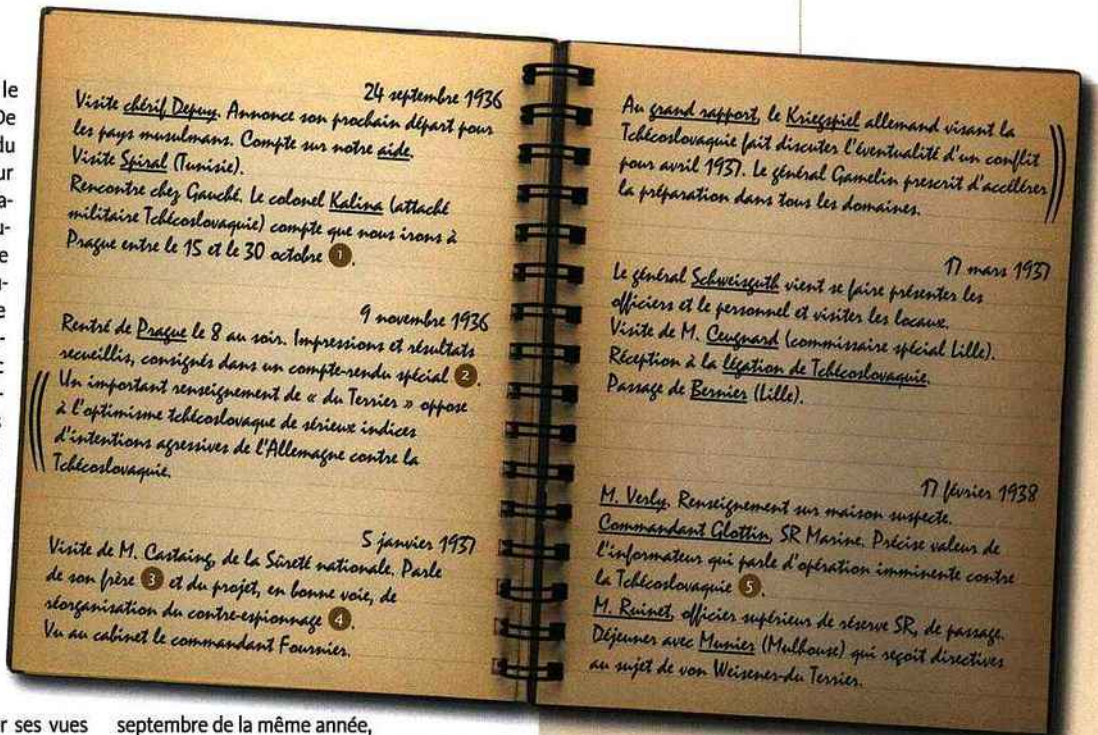 le
De
du
ur
a-
u-
e
-
c
-
s
24 septembre 1936
Visite chérif Depuy. Annonce son prochain départ pour
les pays musulmans. Compte sur notre aide.
Visite Spiral (Tunisie).
Rencontre chez Gauché. Le colonel Kalina (attaché
militaire Tchécoslovaquie) compte que nous irons à
Prague entre le 15 et le 30 octobre 1.
9 novembre 1936
Rentré de Prague le 8 au soir. Impressions et résultats
recueillis, consignés dans un compte-rendu spécial 2.
Un important renseignement de « du Terrier » oppose
à l'optimisme tchécoslovaque de sérieux indices
d'intentions agressives de l'Allemagne contre la
Tchécoslovaquie.
5 janvier 1937
Visite de M. Castaing, de la Sûreté nationale. Parle
de son frère 3 et du projet, en bonne voie, de
réorganisation du contre-espionnage 4.
Vu au cabinet le commandant Fournier.
Au grand rapport, le Kriegspiel allemand visant la
Tchécoslovaquie fait discuter l'éventualité d'un conflit
pour avril 1937. Le général Gamelin prescrit d'accélérer
la préparation dans tous les domaines.
17 mars 1937
Le général Schweisguth vient se faire présenter les
officiers et le personnel et visiter les locaux.
Visite de M. Ceugnard (commissaire spécial Lille).
Réception à la légation de Tchécoslovaquie.
Passage de Bernier (Lille).
17 février 1938
M. Verly. Renseignement sur maison suspecte.
Commandant Glottin, SR Marine. Précise valeur de
l'informateur qui parle d'opération imminente contre
la Tchécoslovaquie 5.
M. Ruinet, officier supérieur de réserve SR, de passage.
Déjeuner avec Munier (Mulhouse) qui reçoit directives
au sujet de von Weisener-du Terrier.
r ses vues
septembre de la même année,